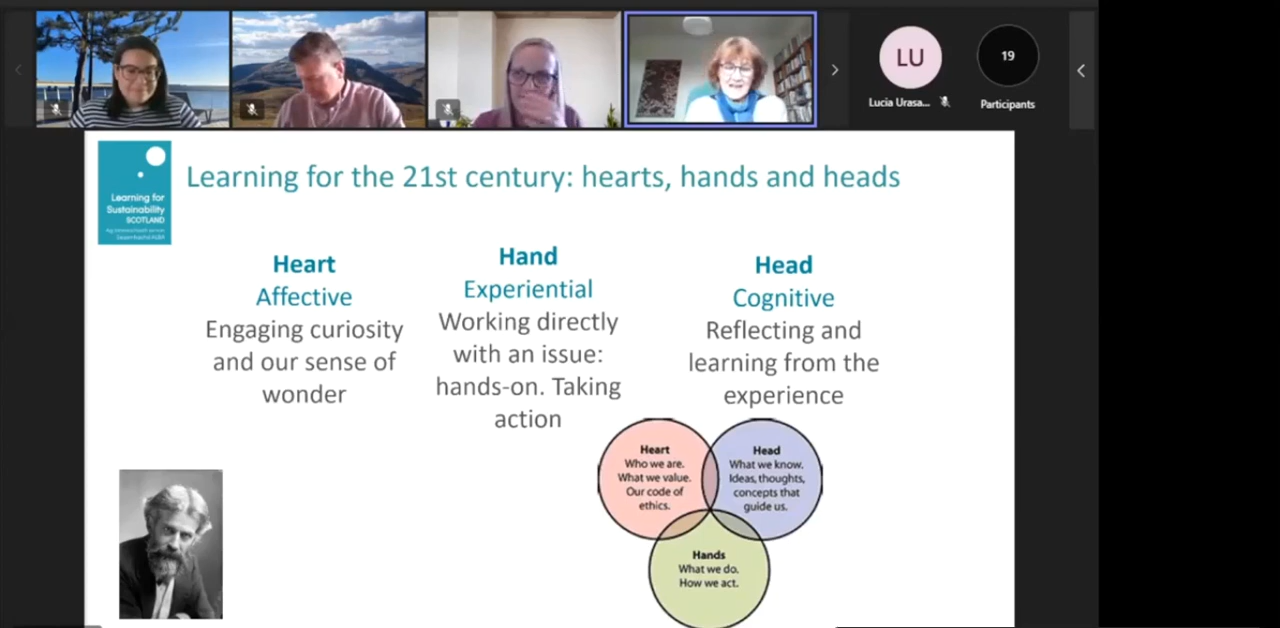 LU
19
Lucia Urasa...
Participants
Learning for
Sustainability
SCOTLAND
Learning for the 21st century: hearts, hands and heads
Heart
Affective
Engaging curiosity
and our sense of
wonder
Hand
Experiential
Working directly
with an issue:
hands-on. Taking
action
Head
Cognitive
Reflecting and
learning from the
experience
Heart
Who we are.
What we value.
Our code of
ethics.
Head
What we know.
Ideas, thoughts,
concepts that
guide us.
Hands
What we do.
How we act.